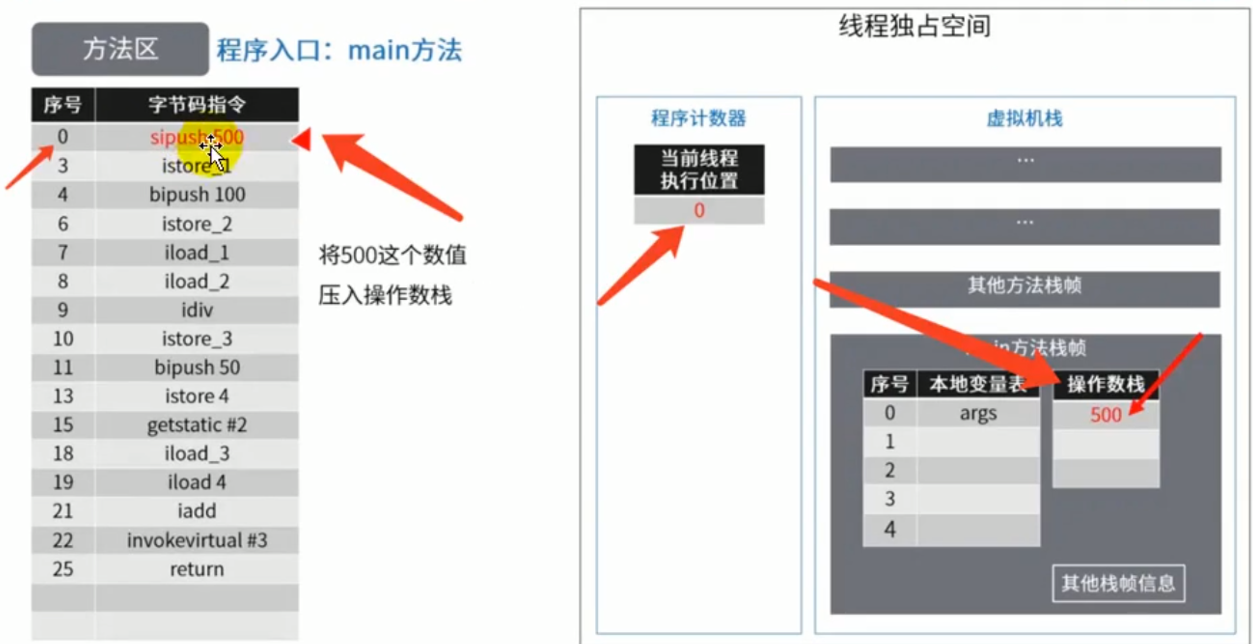 方法区 程序入口：main方法
序号 字节码指令
0 sipush 500
3 istore_1
4 bipush 100
6 istore_2
7 iload_1
8 iload_2
9 idiv
10 istore_3
11 bipush 50
13 istore 4
15 getstatic #2
18 iload_3
19 iload 4
21 iadd
22 invokevirtual #3
25 return
将500这个数值
压入操作数栈
线程独占空间
程序计数器
当前线程
执行位置
0
虚拟机栈
...
...
其他方法栈帧
main方法栈帧
序号 本地变量表
0 args
1
2
3
4
操作数栈
500
其他栈帧信息